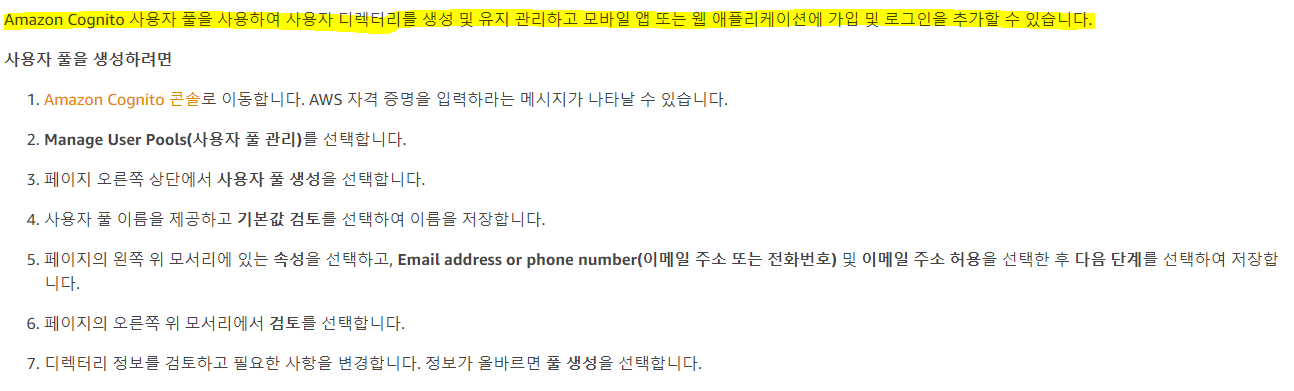 Amazon Cognito 사용자 풀을 사용하여 사용자 디렉터리를 생성 및 유지 관리하고 모바일 앱 또는 웹 애플리케이션에 가입 및 로그인을 추가할 수 있습니다.
사용자 풀을 생성하려면
1. Amazon Cognito 콘솔로 이동합니다. AWS 자격 증명을 입력하라는 메시지가 나타날 수 있습니다.
2. Manage User Pools(사용자 풀 관리)를 선택합니다.
3. 페이지 오른쪽 상단에서 사용자 풀 생성을 선택합니다.
4. 사용자 풀 이름을 제공하고 기본값 검토를 선택하여 이름을 저장합니다.
5. 페이지의 왼쪽 위 모서리에 있는 속성을 선택하고, Email address or phone number(이메일 주소 또는 전화번호) 및 이메일 주소 허용을 선택한 후 다음 단계를 선택하여 저장합
니다.
6. 페이지의 오른쪽 위 모서리에서 검토를 선택합니다.
7. 디렉터리 정보를 검토하고 필요한 사항을 변경합니다. 정보가 올바르면 풀 생성을 선택합니다.